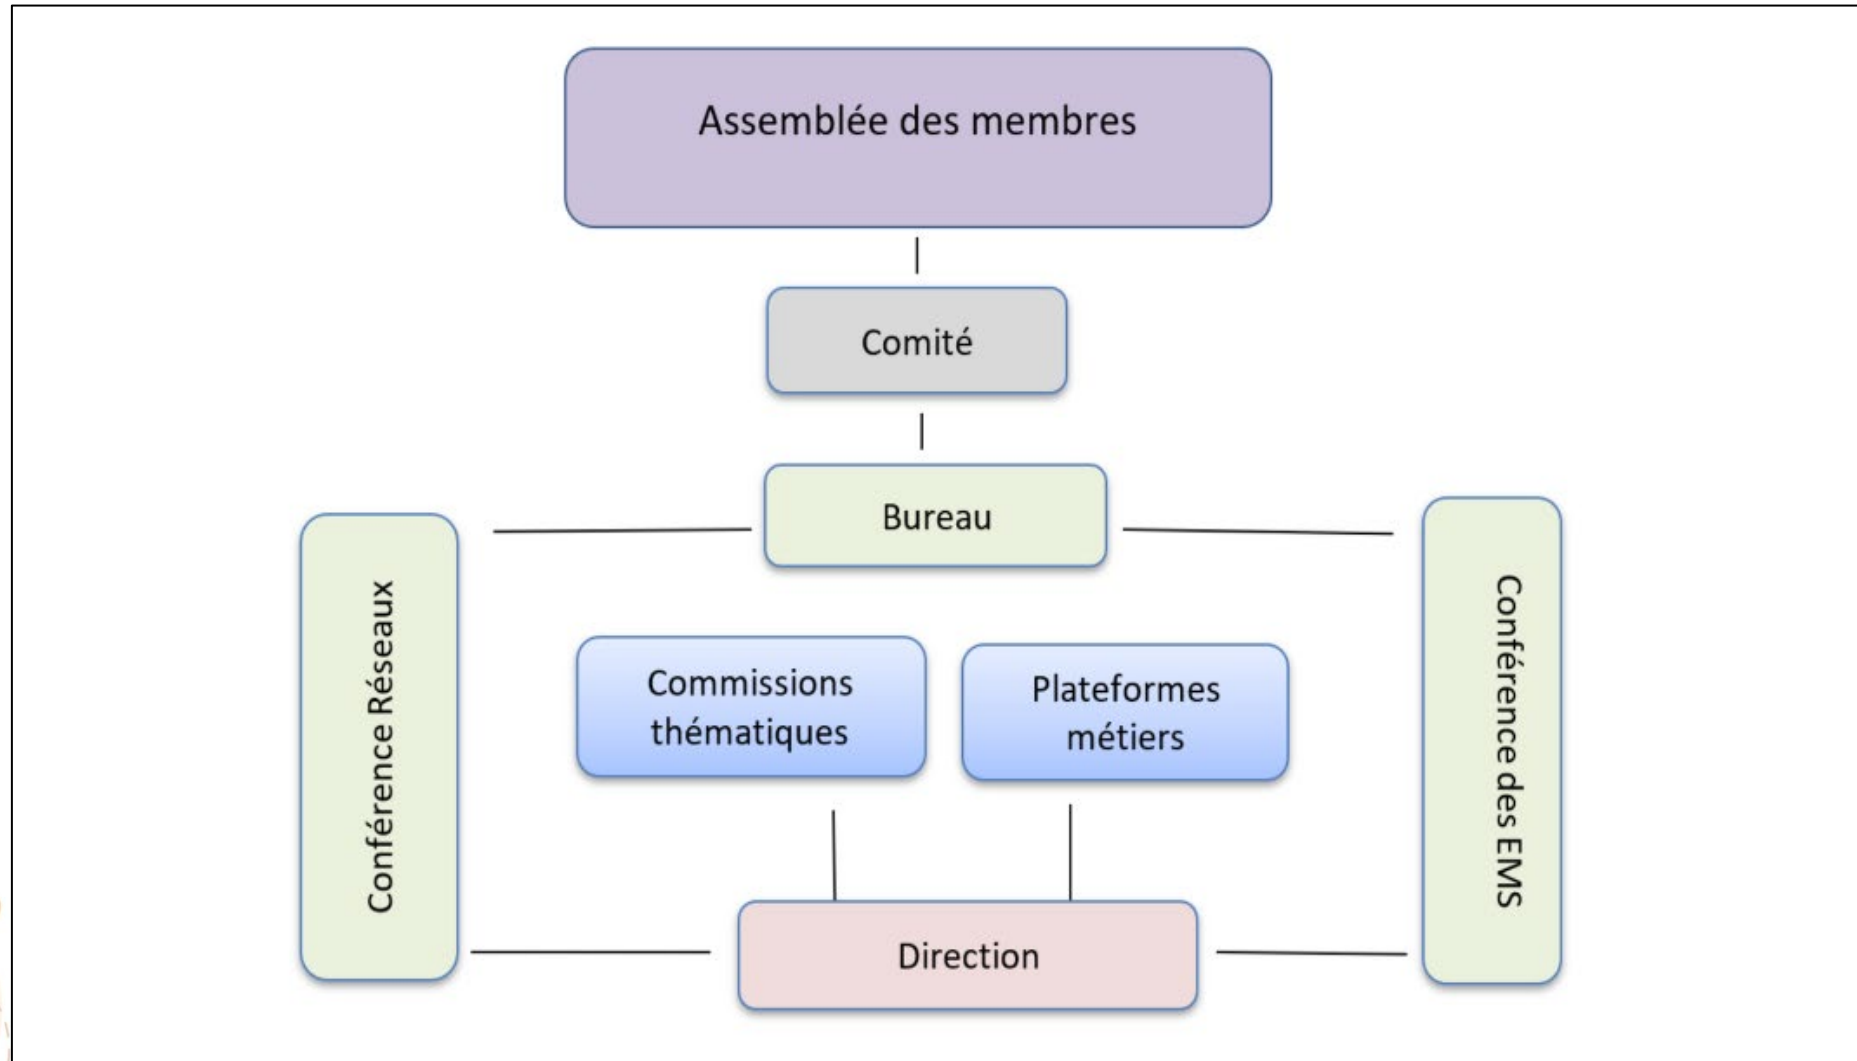 Assemblée des membres
Comité
Bureau
Conférence Réseaux
Commissions
thématiques
Plateformes
métiers
Conférence des EMS
Direction